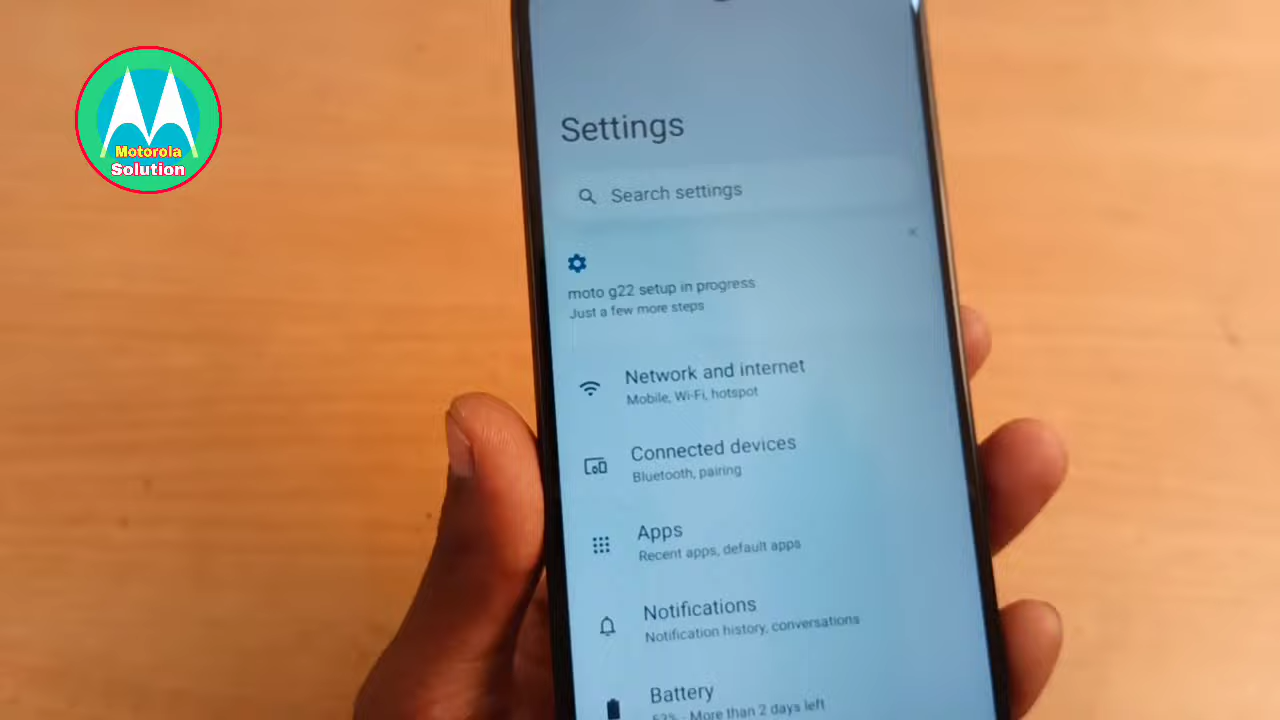 Motorola
Solution
Settings
Search settings
moto g22 setup in progress
Just a few more steps
Network and internet
Mobile, Wi-Fi, hotspot
Connected devices
Bluetooth, pairing
Apps
Recent apps, default apps
Notifications
Notification history, conversations
Battery
- More than 2 days left